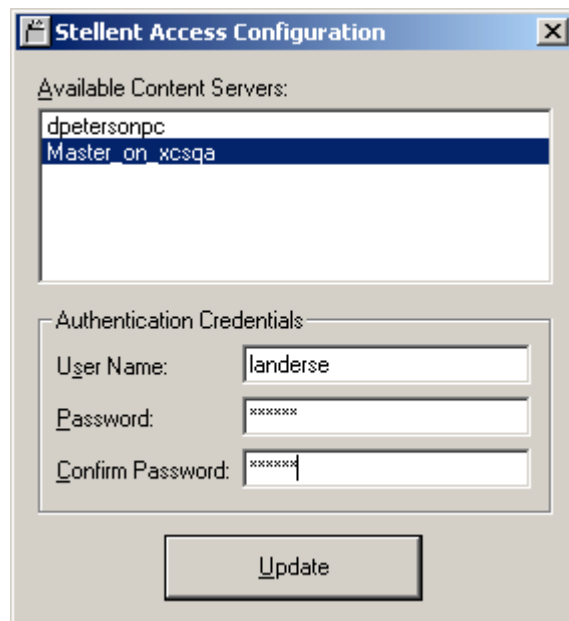 Stellent Access Configuration
Available Content Servers:
dpetersonpc
Master_on_xcsqa
Authentication Credentials
User Name: landerse
Password: ******
Confirm Password: ******
Update